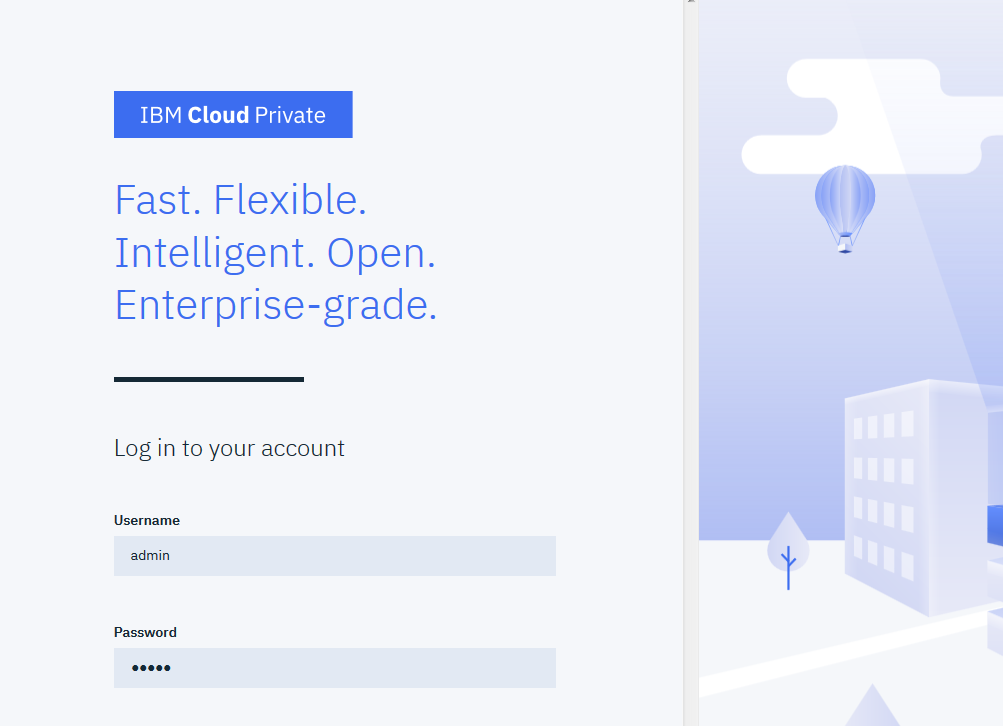 IBM Cloud Private
Fast. Flexible.
Intelligent. Open.
Enterprise-grade.
Log in to your account
Username
admin
Password
•••••